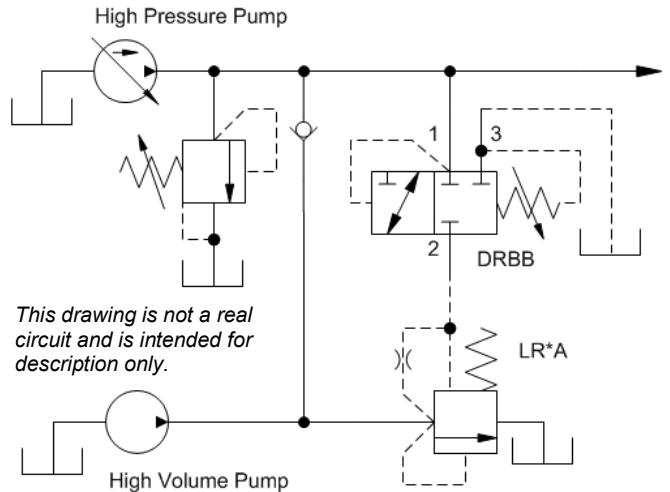 High Pressure Pump
1
3
2
DRBB
This drawing is not a real
circuit and is intended for
description only.
LR*A
High Volume Pump